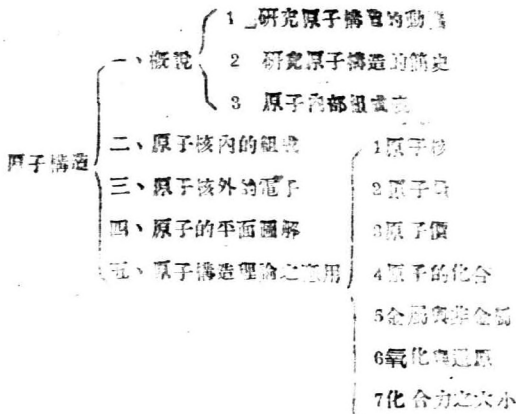 原子構造
一、概說
1 研究原子構造的動
2 研究原子構造的簡史
3 原子內部組
二、原子核內的組
三、原子核外的電子
四、原子的平面圖解
五、原子構造理論之應用
1原子
2原子
3原子價
4原子的化合
5金屬與非金屬
6氧化與還原
7化合力之大小